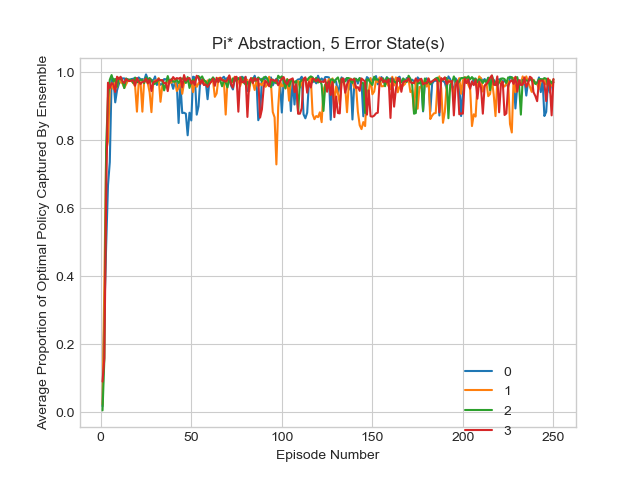 Pi* Abstraction, 5 Error State(s)
Average Proportion of Optimal Policy Captured By Ensemble
1.0
0.8
0.6
0.4
0.2
0.0
0 50 100 150 200 250
Episode Number
0
1
2
3